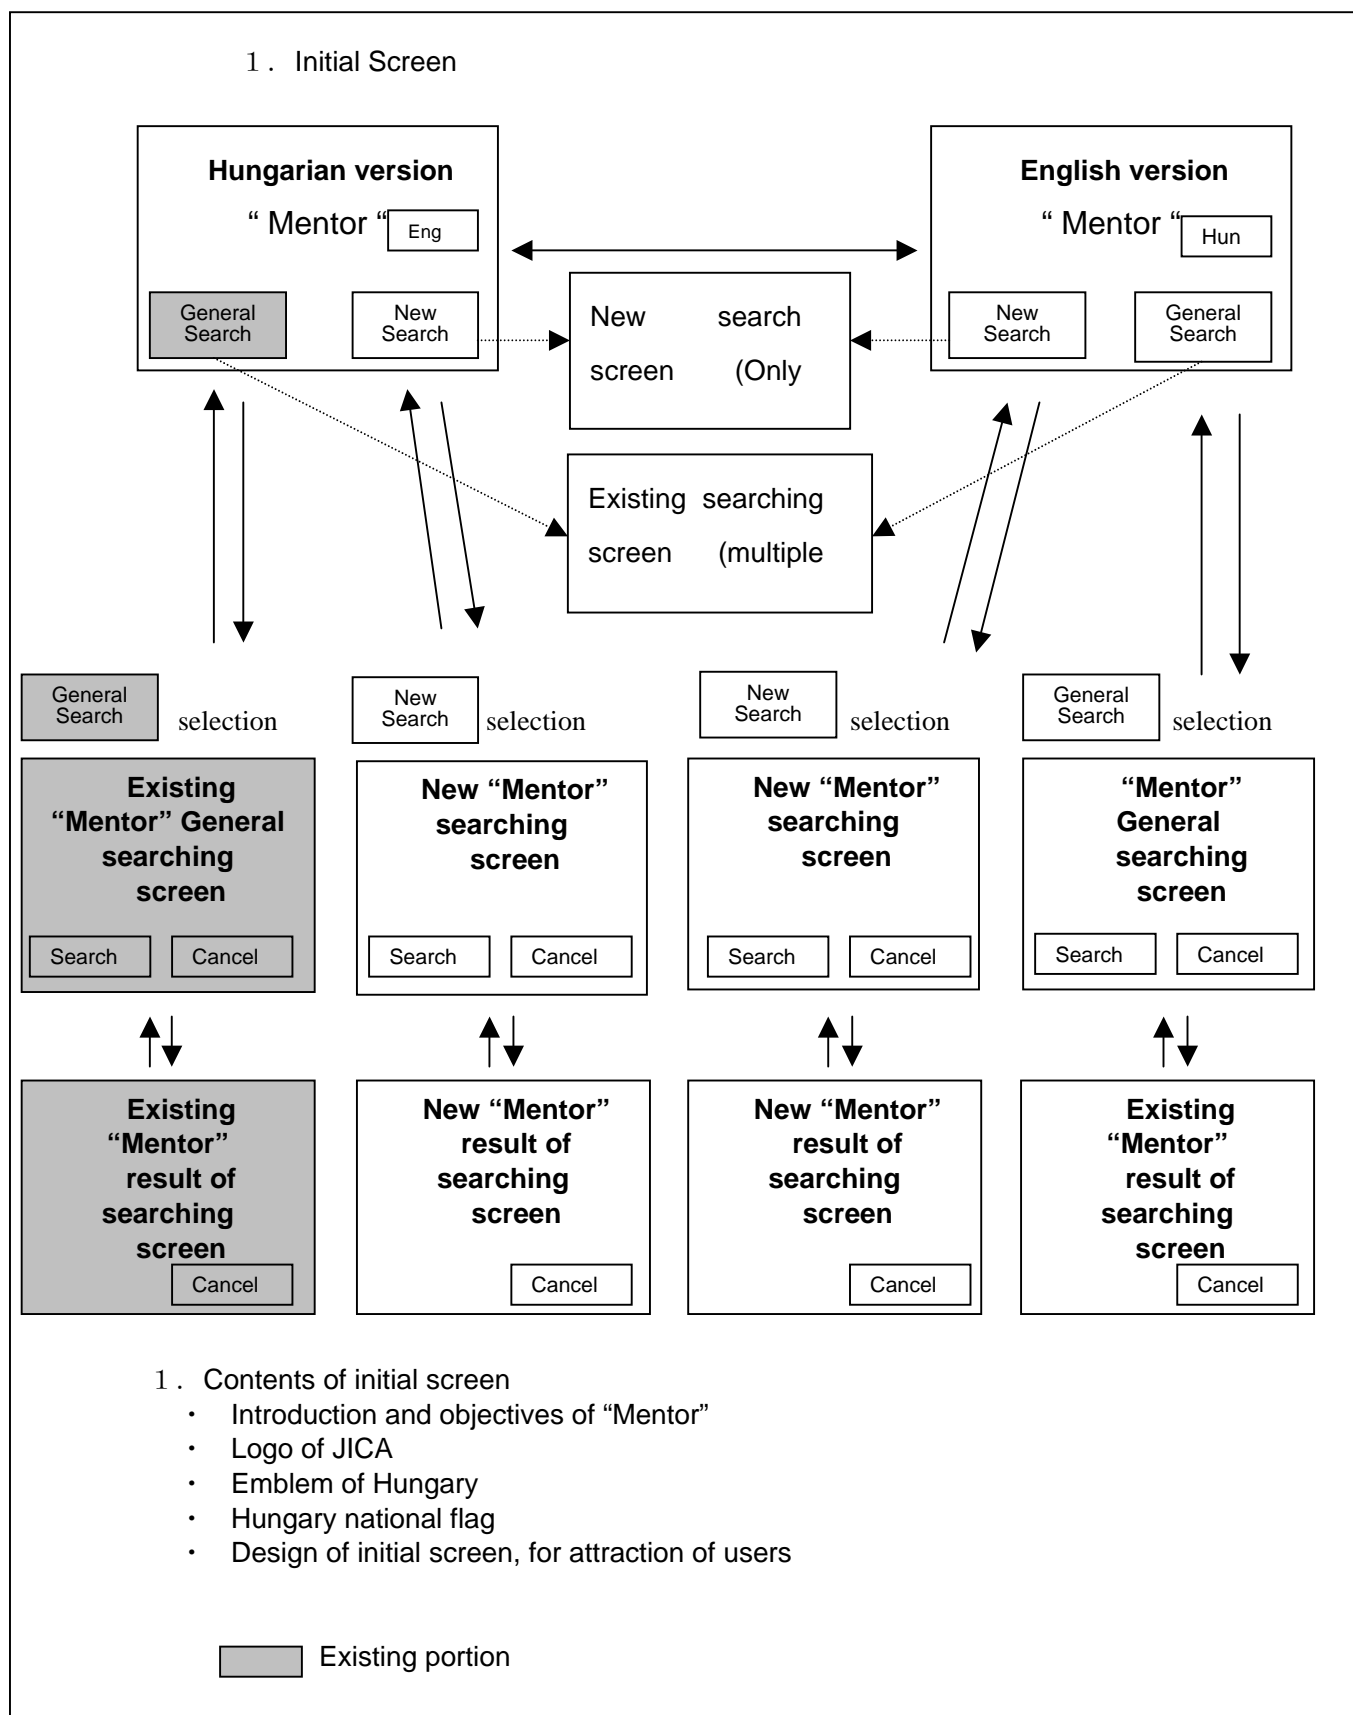 １．Initial Screen
Hungarian version
“ Mentor “
Eng
General
Search
New
Search
English version
“ Mentor “
Hun
New
Search
General
Search
New search
screen (Only
Existing searching
screen (multiple
General
Search
selection
New
Search
selection
New
Search
selection
General
Search
selection
Existing
“Mentor” General
searching
screen
Search
Cancel
New “Mentor”
searching
screen
Search
Cancel
New “Mentor”
searching
screen
Search
Cancel
“Mentor”
General
searching
screen
Search
Cancel
Existing
“Mentor”
result of
searching
screen
Cancel
New “Mentor”
result of
searching
screen
Cancel
New “Mentor”
result of
searching
screen
Cancel
Existing
“Mentor”
result of
searching
screen
Cancel
１．Contents of initial screen
・ Introduction and objectives of “Mentor”
・ Logo of JICA
・ Emblem of Hungary
・ Hungary national flag
・ Design of initial screen, for attraction of users
Existing portion